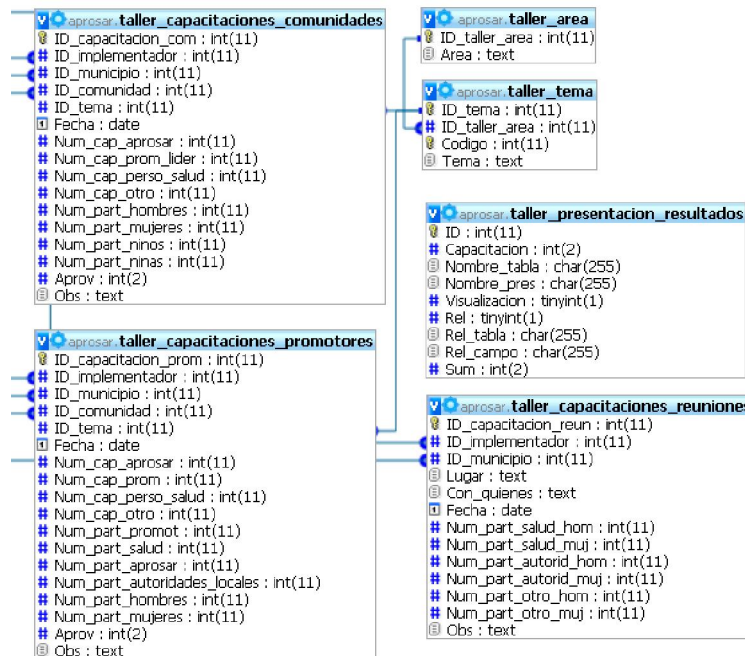 aprosar.taller_capacitaciones_comunidades
ID_capacitacion_com : int(11)
ID_implementador : int(11)
ID_municipio : int(11)
ID_comunidad : int(11)
ID_tema : int(11)
Fecha : date
Num_cap_aprosar : int(11)
Num_cap_prom_lider : int(11)
Num_cap_perso_salud : int(11)
Num_cap_otro : int(11)
Num_part_hombres : int(11)
Num_part_mujeres : int(11)
Num_part_ninos : int(11)
Num_part_ninas : int(11)
Aprov : int(2)
Obs : text
aprosar.taller_capacitaciones_promotores
ID_capacitacion_prom : int(11)
ID_implementador : int(11)
ID_municipio : int(11)
ID_comunidad : int(11)
ID_tema : int(11)
Fecha : date
Num_cap_aprosar : int(11)
Num_cap_prom : int(11)
Num_cap_perso_salud : int(11)
Num_cap_otro : int(11)
Num_part_promot : int(11)
Num_part_salud : int(11)
Num_part_aprosar : int(11)
Num_part_autoridades_locales : int(11)
Num_part_hombres : int(11)
Num_part_mujeres : int(11)
Aprov : int(2)
Obs : text
aprosar.taller_area
ID_taller_area : int(11)
Area : text
aprosar.taller_tema
ID_tema : int(11)
ID_taller_area : int(11)
Codigo : int(11)
Tema : text
aprosar.taller_presentacion_resultados
ID : int(11)
Capacitacion : int(2)
Nombre_tabla : char(255)
Nombre_pres : char(255)
Visualizacion : tinyint(1)
Rel : tinyint(1)
Rel_tabla : char(255)
Rel_campo : char(255)
Sum : int(2)
aprosar.taller_capacitaciones_reuniones
ID_capacitacion_reun : int(11)
ID_implementador : int(11)
ID_municipio : int(11)
Lugar : text
Con_quienes : text
Fecha : date
Num_part_salud_hom : int(11)
Num_part_salud_muj : int(11)
Num_part_autorid_hom : int(11)
Num_part_autorid_muj : int(11)
Num_part_otro_hom : int(11)
Num_part_otro_muj : int(11)
Obs : text